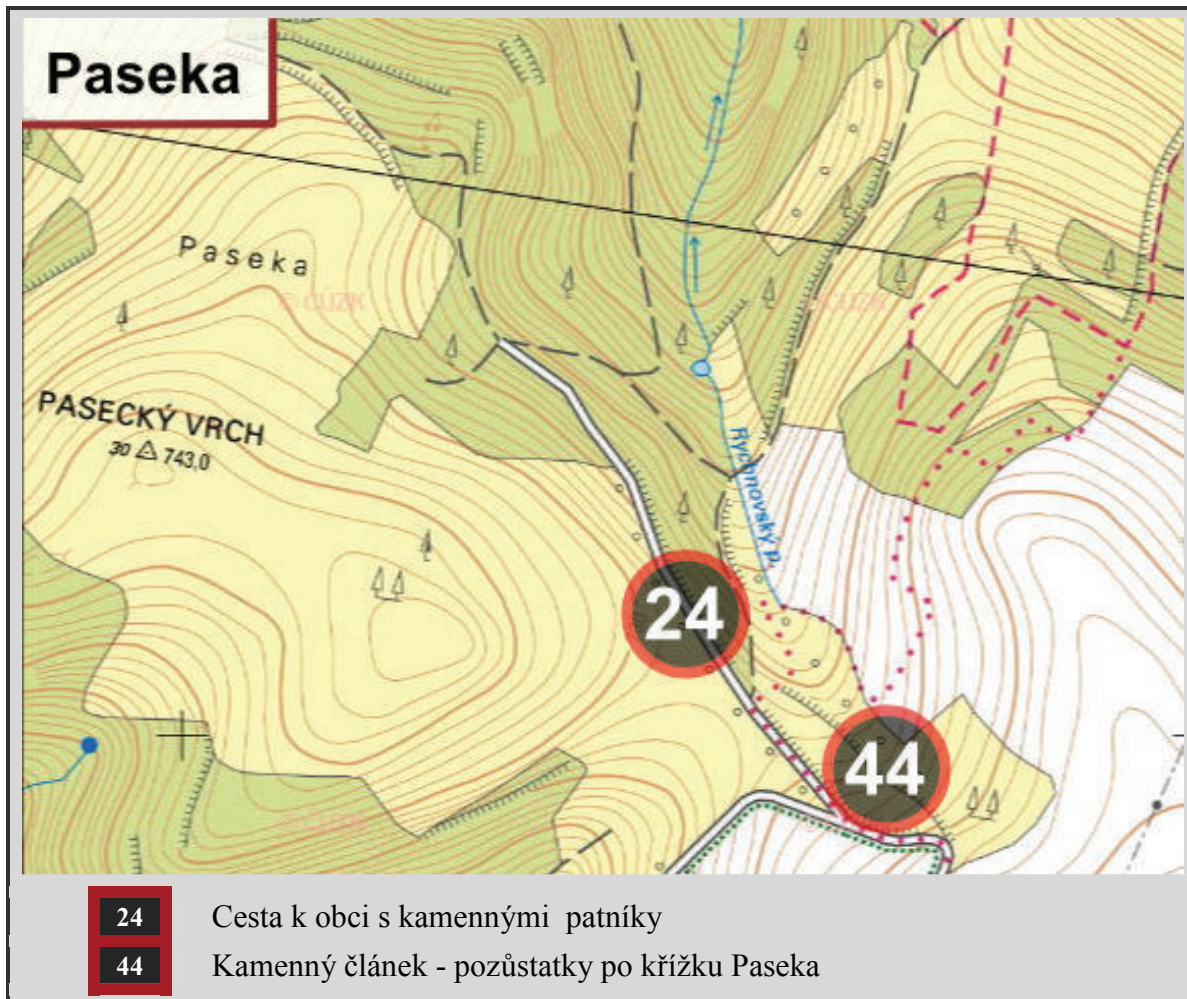 Paseka
Paseka
PASECKÝ VRCH
30 743,0
Rychnovský p.
24
44
© ČÚZK
24 Cesta k obci s kamennými patníky
44 Kamenný článek - pozůstatky po křížku Paseka